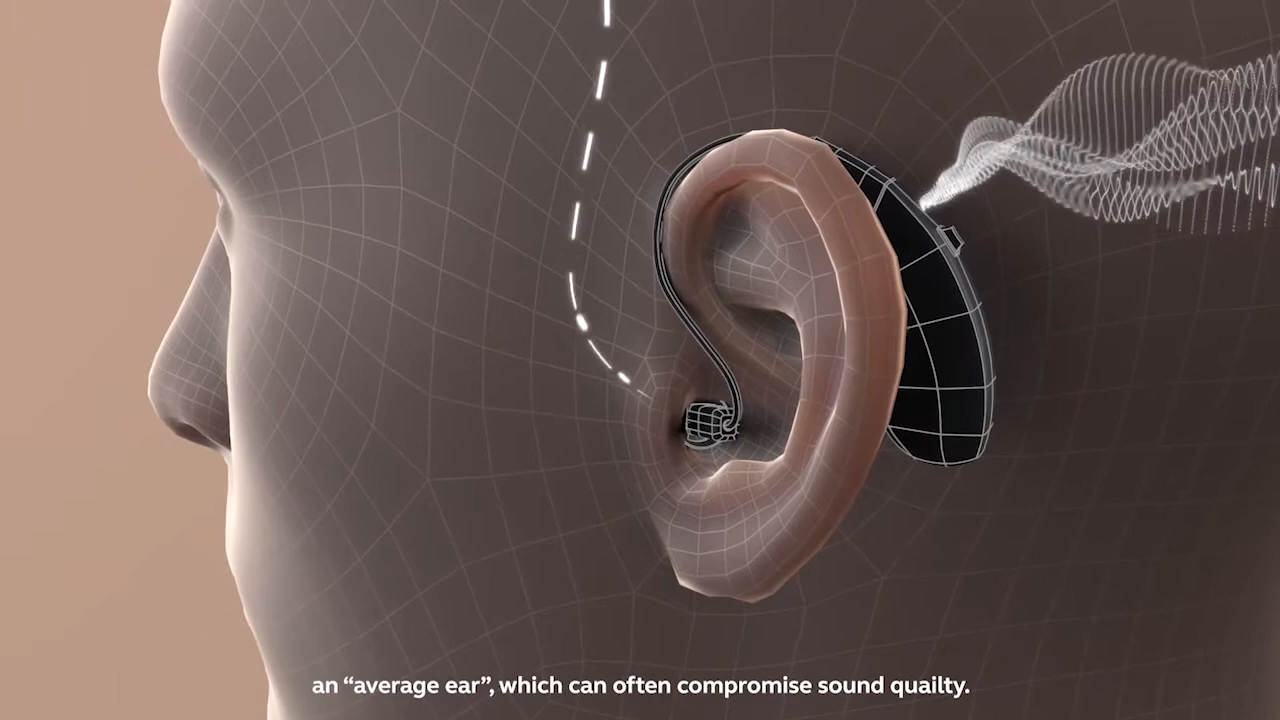 an “average ear”, which can often compromise sound quailty.